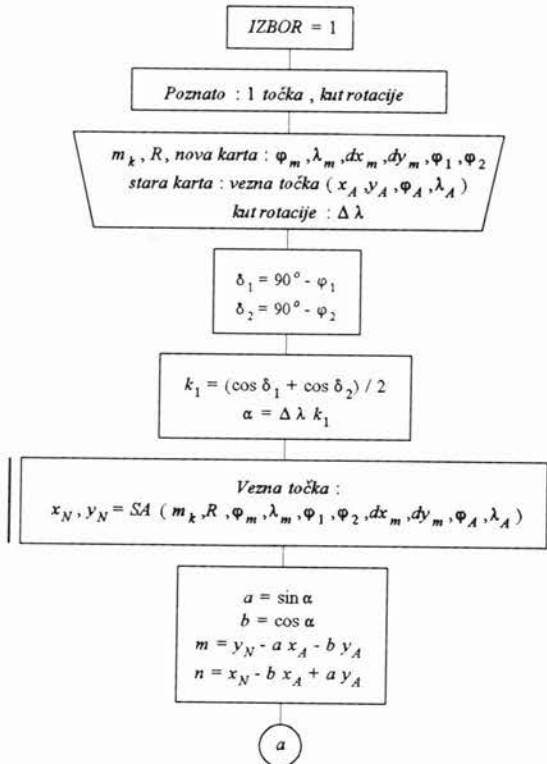 IZBOR = 1
Poznato : 1 točka , kut rotacije
m_k , R, nova karta : φ_m , λ_m , dx_m , dy_m , φ_1 , φ_2
stara karta : vezna točka ( x_A , y_A , φ_A , λ_A )
kut rotacije : Δ λ
δ_1 = 90° - φ_1
δ_2 = 90° - φ_2
k_1 = (cos δ_1 + cos δ_2 ) / 2
α = Δ λ k_1
Vezna točka :
x_N , y_N = SA ( m_k , R , φ_m , λ_m , φ_1 , φ_2 , dx_m , dy_m , φ_A , λ_A )
a = sin α
b = cos α
m = y_N - a x_A - b y_A
n = x_N - b x_A + a y_A
a